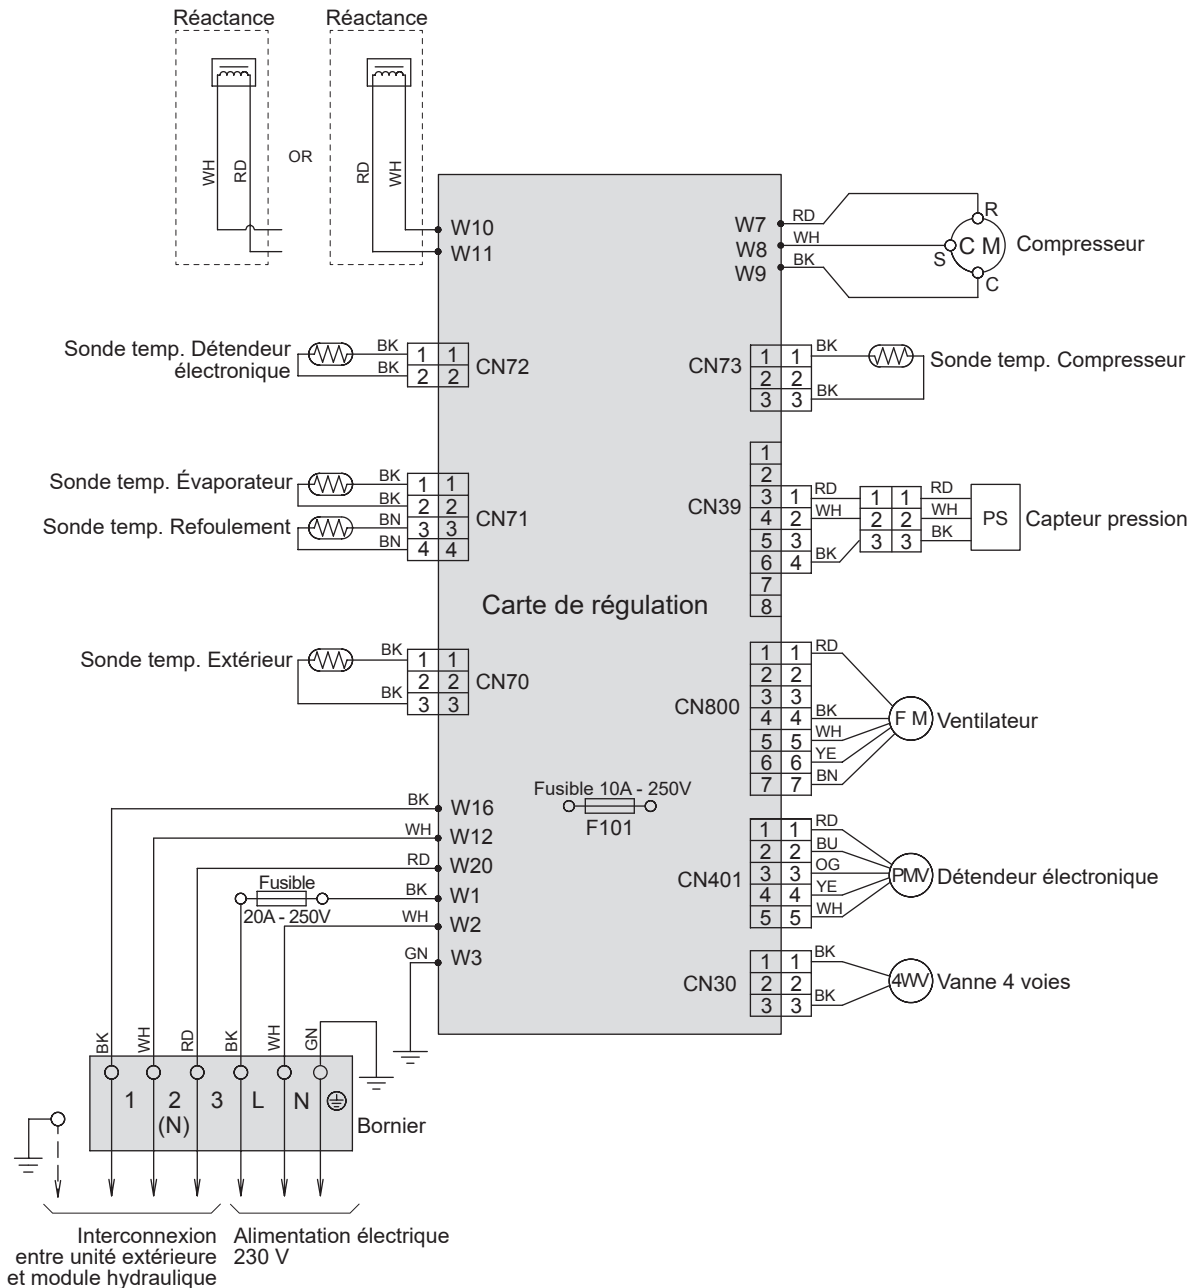 Réactance
Réactance
WH
RD
OR
RD
WH
W10
W11
W7
RD
W8
WH
W9
BK
R
S
C M
C
Compresseur
Sonde temp. Détendeur
électronique
BK
BK
1 1
2 2
CN72
CN73
1 1
2 2
3 3
BK
BK
Sonde temp. Compresseur
Sonde temp. Évaporateur
Sonde temp. Refoulement
BK
BK
BN
BN
1 1
2 2
3 3
4 4
CN71
CN39
1
2
3 1
4 2
5 3
6 4
7
8
RD
WH
BK
1 1
2 2
3 3
RD
WH
BK
PS
Capteur pression
Carte de régulation
Sonde temp. Extérieur
BK
BK
1 1
2 2
3 3
CN70
CN800
1 1
2 2
3 3
4 4
5 5
6 6
7 7
RD
BK
WH
YE
BN
F M
Ventilateur
Fusible 10A - 250V
F101
BK
W16
WH
W12
RD
W20
BK
W1
WH
W2
GN
W3
Fusible
20A - 250V
CN401
1 1
2 2
3 3
4 4
5 5
RD
BU
OG
YE
WH
PMV
Détendeur électronique
CN30
1 1
2 2
3 3
BK
BK
4WV
Vanne 4 voies
BK
WH
RD
BK
WH
GN
1 2 3 L N
(N)
Bornier
Interconnexion
entre unité extérieure
et module hydraulique
Alimentation électrique
230 V